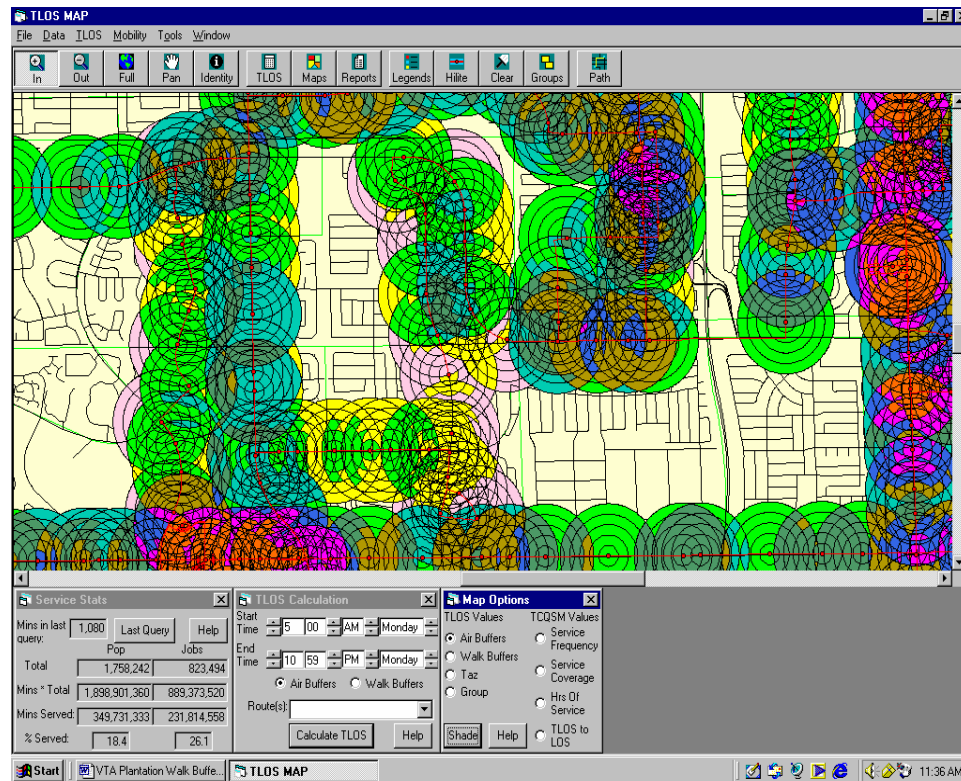 TLOS MAP
File Data TLOS Mobility Tools Window
In Out Full Pan Identity TLOS Maps Reports Legends Hilite Clear Groups Path
Service Stats
Mins in last query: 1,080 Last Query Help
Pop Jobs
Total 1,758,242 823,494
Mins * Total 1,898,901,360 889,373,520
Mins Served: 349,731,333 231,814,558
% Served: 18.4 26.1
TLOS Calculation
Start Time 5 00 AM Monday
End Time 10 59 PM Monday
Air Buffers Walk Buffers
Route(s):
Calculate TLOS Help
Map Options
TLOS Values TCQSM Values
Air Buffers
Walk Buffers
Taz
Group
Service Frequency
Service Coverage
Hrs Of Service
TLOS to LOS
Shade Help
Start VTA Plantation Walk Buffe... TLOS MAP 11:36 AM